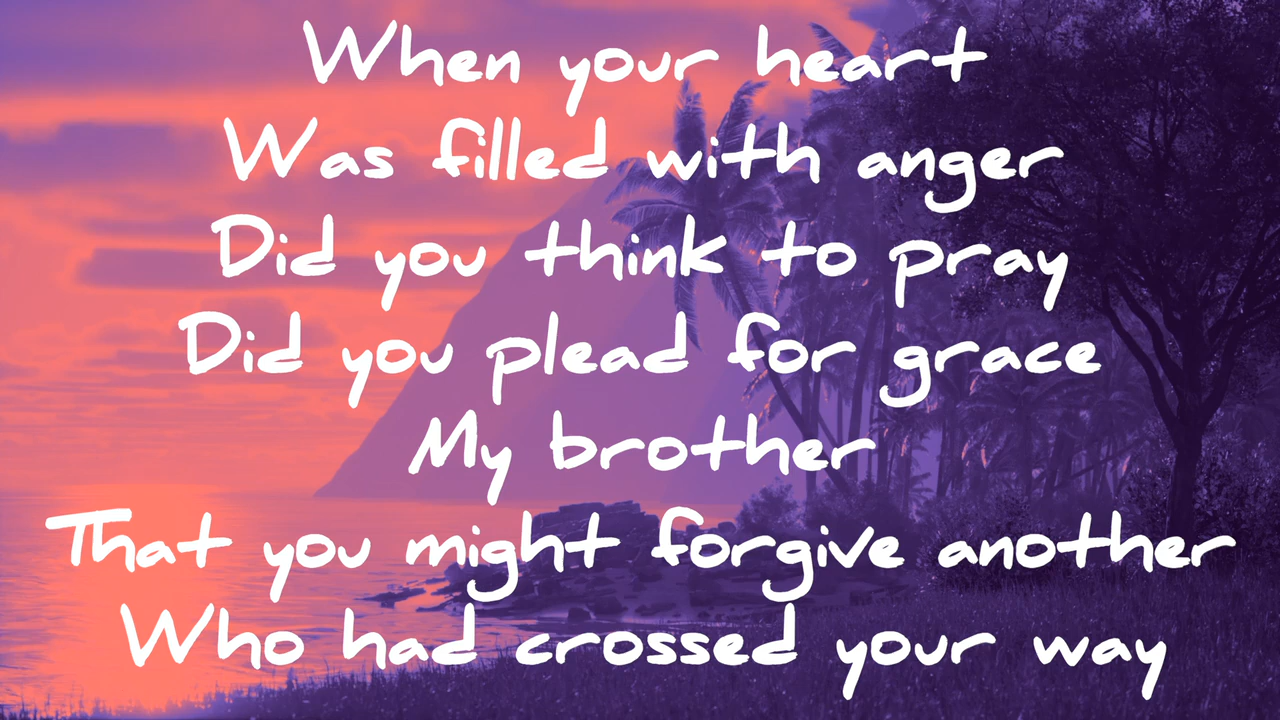 When your heart
Was filled with anger
Did you think to pray
Did you plead for grace
My brother
That you might forgive another
Who had crossed your way